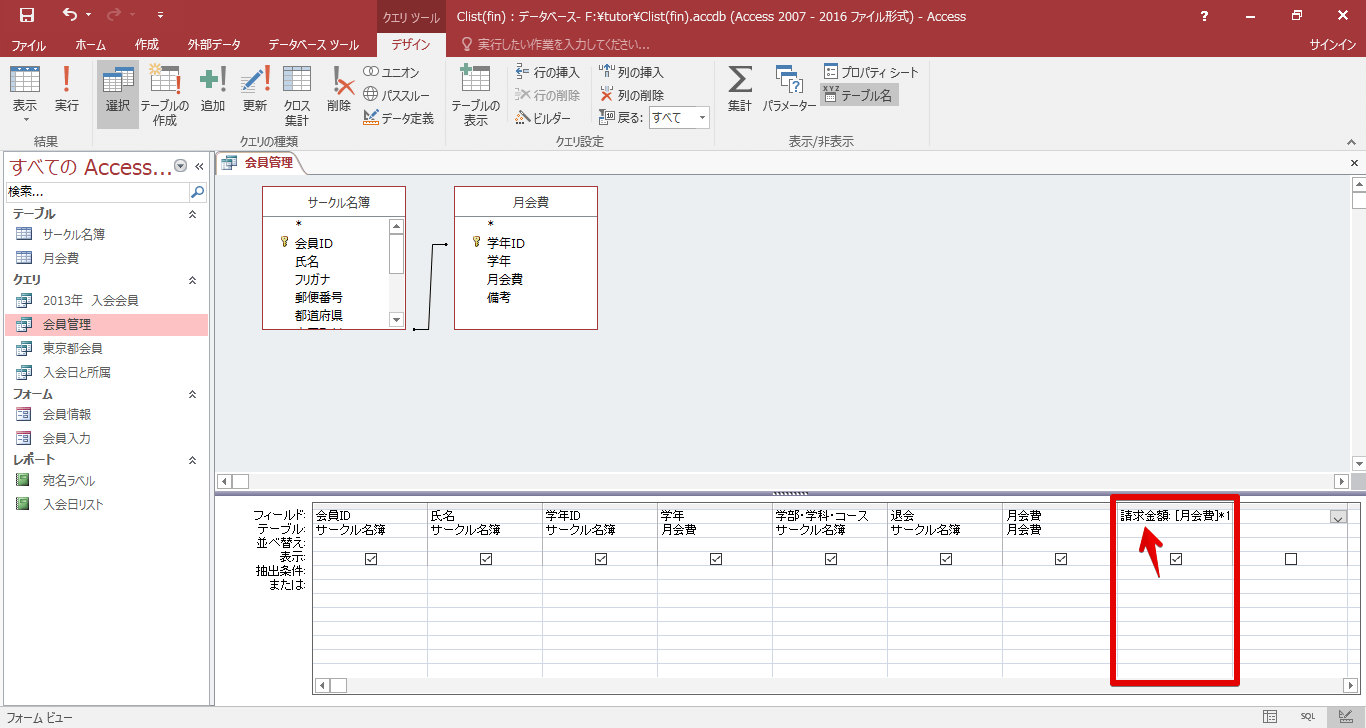 クエリ ツール
Clist(fin) : データベース- F:¥tutor¥Clist(fin).accdb (Access 2007 - 2016 ファイル形式) - Access
?
ファイル
ホーム
作成
外部データ
データベース ツール
デザイン
実行したい作業を入力してください...
サインイン
表示
実行
結果
選択
テーブルの
作成
追加
更新
クロス
集計
削除
ユニオン
パススルー
データ定義
クエリの種類
テーブルの
表示
行の挿入
行の削除
ビルダー
列の挿入
列の削除
戻る: すべて
クエリ設定
集計
パラメーター
プロパティ シート
XYZ
テーブル名
表示/非表示
すべての Access...
検索...
テーブル
サークル名簿
月会費
クエリ
2013年 入会会員
会員管理
東京都会員
入会日と所属
フォーム
会員情報
会員入力
レポート
宛名ラベル
入会日リスト
会員管理
サークル名簿
*
会員ID
氏名
フリガナ
郵便番号
都道府県
月会費
*
学年ID
学年
月会費
備考
フィールド: 会員ID 氏名 学年ID 学年 学部・学科・コース 退会 月会費 請求金額: [月会費]*1
テーブル: サークル名簿 サークル名簿 サークル名簿 月会費 サークル名簿 サークル名簿 月会費
並べ替え:
表示:
抽出条件:
または:
フォーム ビュー
SQL